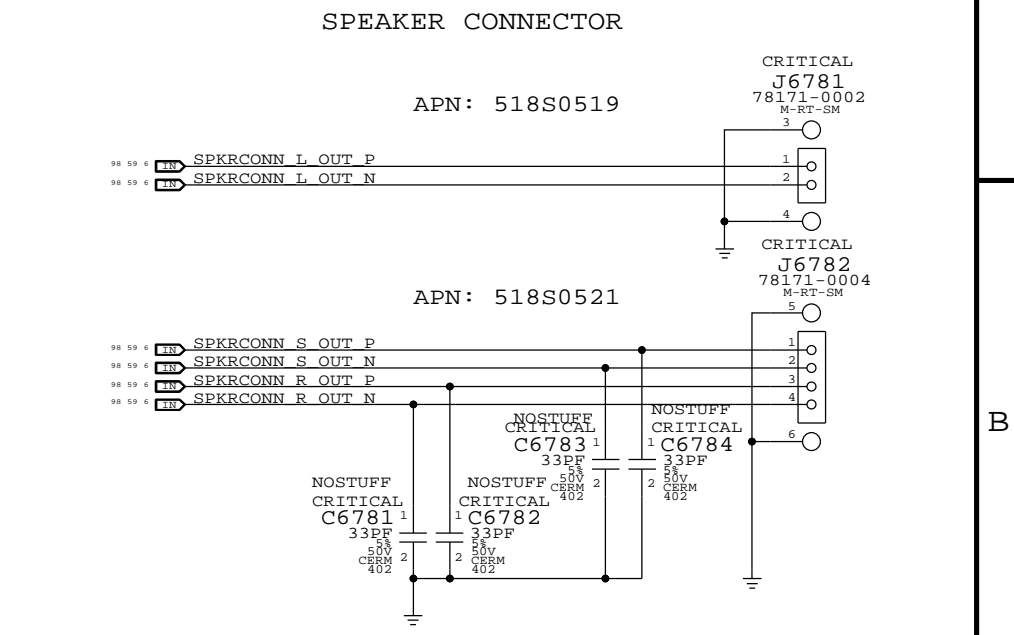 SPEAKER CONNECTOR
CRITICAL
J6781
78171-0002
M-RT-SM
APN: 518S0519
3
98 59 6 IN SPKRCONN_L_OUT_P 1
98 59 6 IN SPKRCONN_L_OUT_N 2
4
CRITICAL
J6782
78171-0004
M-RT-SM
APN: 518S0521
5
98 59 6 IN SPKRCONN_S_OUT_P 1
98 59 6 IN SPKRCONN_S_OUT_N 2
98 59 6 IN SPKRCONN_R_OUT_P 3
98 59 6 IN SPKRCONN_R_OUT_N 4
6
B
NOSTUFF
CRITICAL
C6783 1
33PF
5%
50V
CERM
402
2
NOSTUFF
CRITICAL
1 C6784
33PF
5%
50V
CERM
402
2
NOSTUFF
CRITICAL
C6781 1
33PF
5%
50V
CERM
402
2
NOSTUFF
CRITICAL
1 C6782
33PF
5%
50V
CERM
402
2